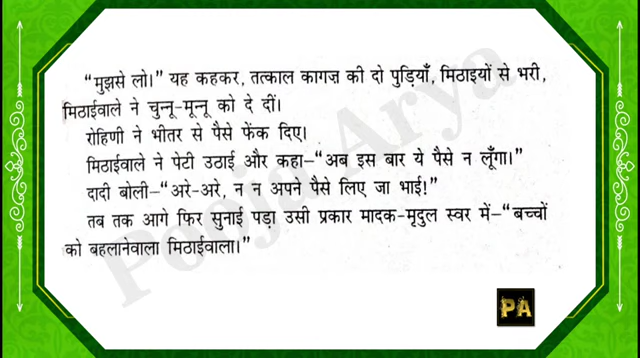 “मुझसे लो।” यह कहकर, तत्काल कागज़ की दो पुड़ियाँ, मिठाइयों से भरी,
मिठाईवाले ने चुन्नू-मून्नू को दे दीं।
रोहिणी ने भीतर से पैसे फेंक दिए।
मिठाईवाले ने पेटी उठाई और कहा–“अब इस बार ये पैसे न लूँगा।”
दादी बोली–“अरे-अरे, न न अपने पैसे लिए जा भाई!”
तब तक आगे फिर सुनाई पड़ा उसी प्रकार मादक-मृदुल स्वर में–“बच्चों
को बहलानेवाला मिठाईवाला।”
Pooja Arya
PA